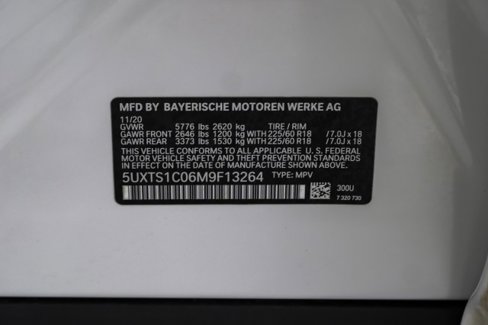 MFD BY BAYERISCHE MOTOREN WERKE AG
11/20
GVWR 5776 lbs 2620 kg TIRE / RIM
GAWR FRONT 2646 lbs 1200 kg WITH 225/60 R18 / 7.0J x 18
GAWR REAR 3373 lbs 1530 kg WITH 225/60 R18 / 7.0J x 18
THIS VEHICLE CONFORMS TO ALL APPLICABLE U. S. FEDERAL
MOTOR VEHICLE SAFETY AND THEFT PREVENTION STANDARDS
IN EFFECT ON THE DATE OF MANUFACTURE SHOWN ABOVE.
5UXTS1C06M9F13264 TYPE: MPV
300U
7 320 730